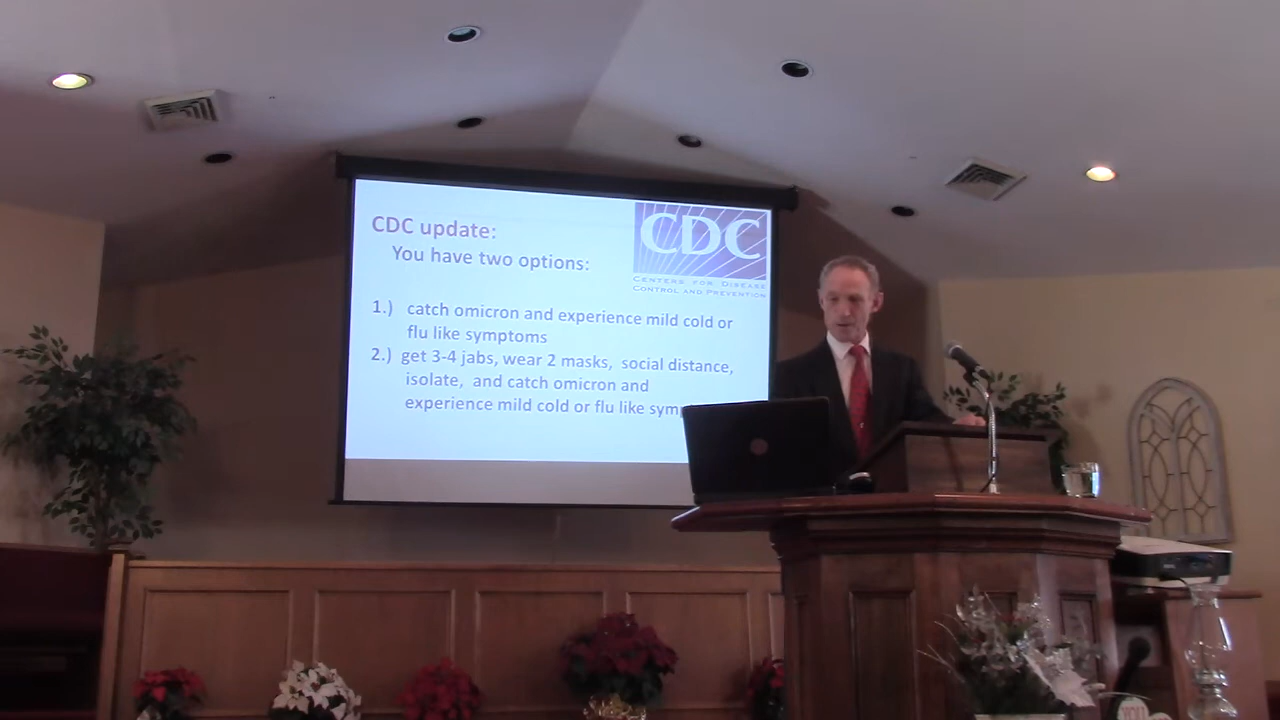 CDC update:
You have two options:
CDC
CENTERS FOR DISEASE
CONTROL AND PREVENTION
1.) catch omicron and experience mild cold or
flu like symptoms
2.) get 3-4 jabs, wear 2 masks, social distance,
isolate, and catch omicron and
experience mild cold or flu like